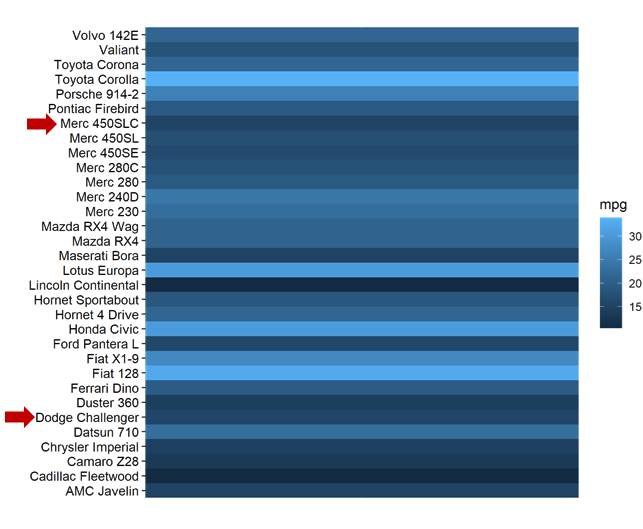 Volvo 142E
Valiant
Toyota Corona
Toyota Corolla
Porsche 914-2
Pontiac Firebird
Merc 450SLC
Merc 450SL
Merc 450SE
Merc 280C
Merc 280
Merc 240D
Merc 230
Mazda RX4 Wag
Mazda RX4
Maserati Bora
Lotus Europa
Lincoln Continental
Hornet Sportabout
Hornet 4 Drive
Honda Civic
Ford Pantera L
Fiat X1-9
Fiat 128
Ferrari Dino
Duster 360
Dodge Challenger
Datsun 710
Chrysler Imperial
Camaro Z28
Cadillac Fleetwood
AMC Javelin
mpg
30
25
20
15